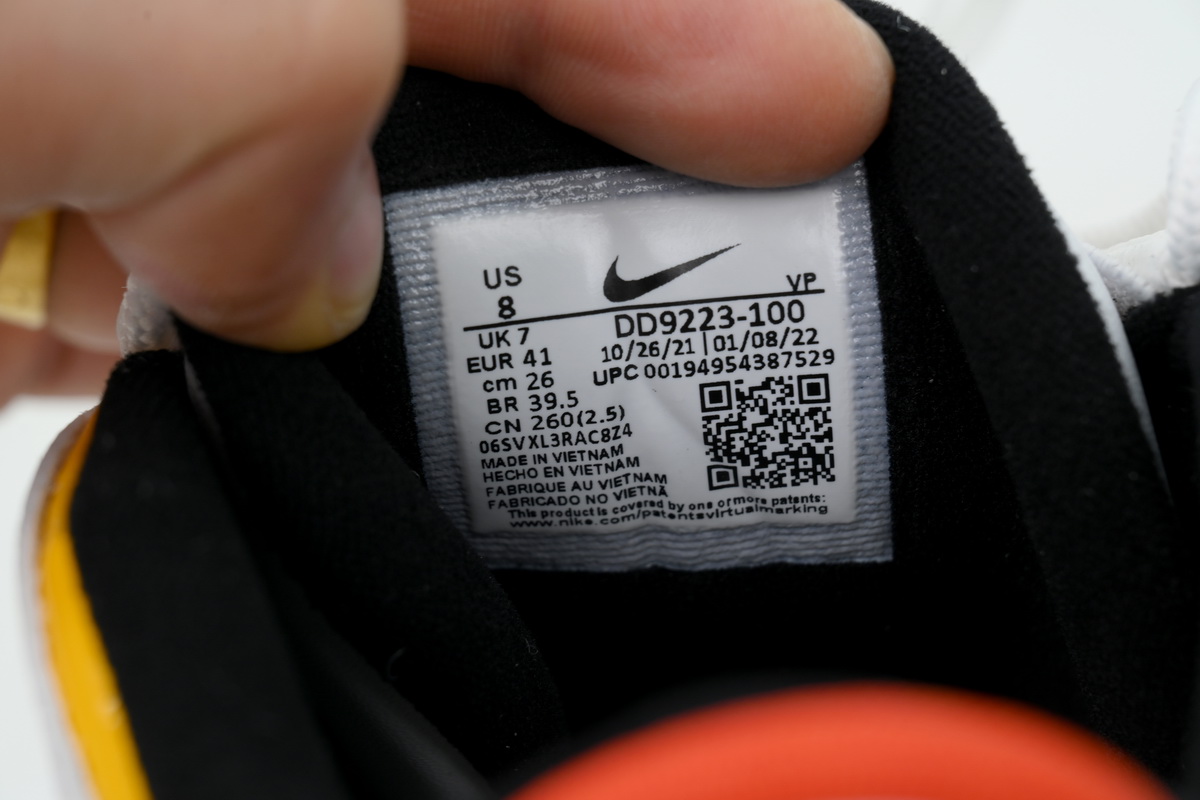 US
8
VP
UK 7
DD9223-100
EUR 41
10/26/21 | 01/08/22
cm 26
UPC 00194954387529
BR 39.5
CN 260(2.5)
06SVXL3RAC8Z4
MADE IN VIETNAM
HECHO EN VIETNAM
FABRIQUE AU VIETNAM
FABRICADO NO VIETNÃ
This product is covered by one or more patents:
www.nike.com/patentsvirtualmarking